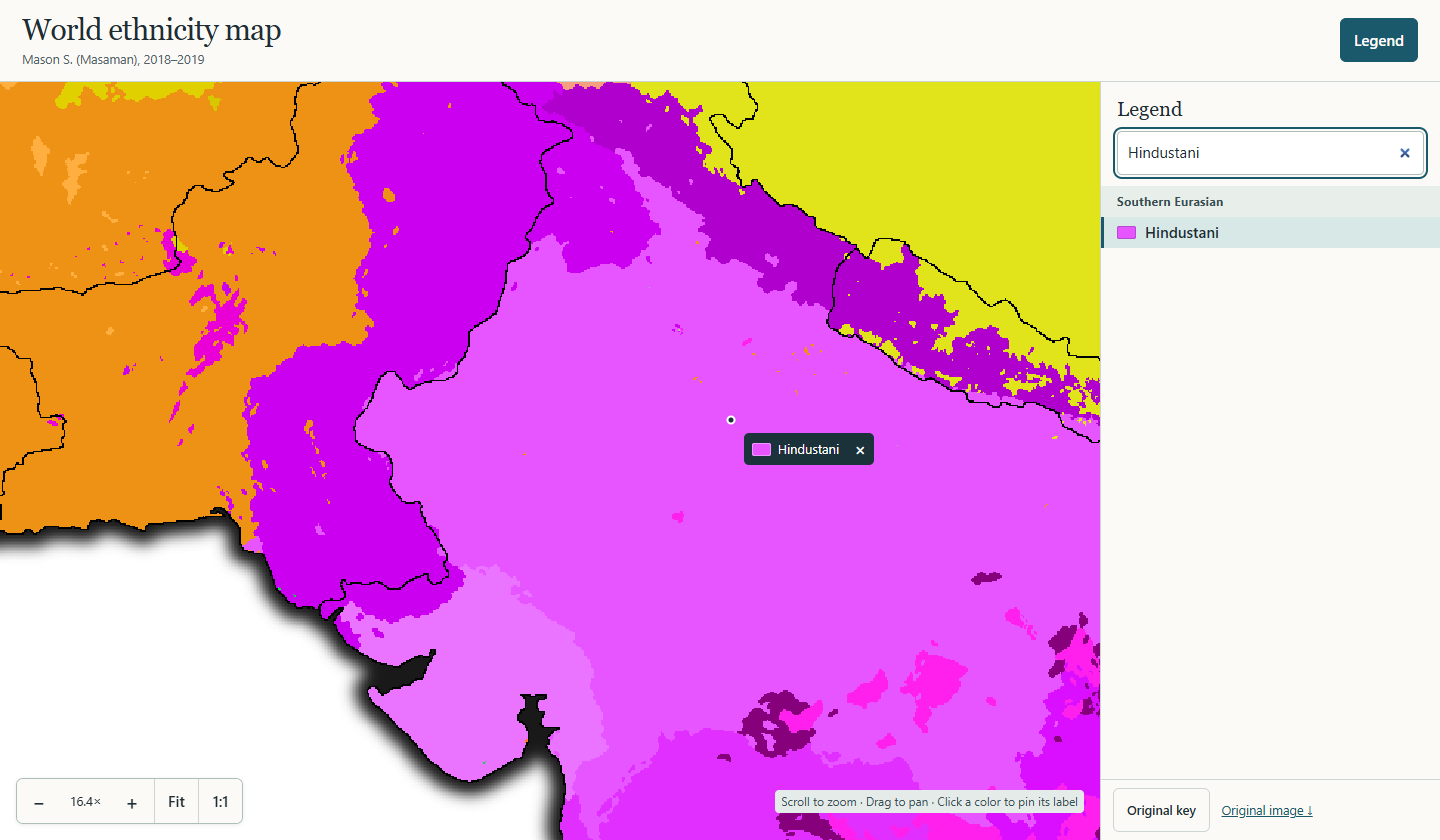 World ethnicity map
Mason S. (Masaman), 2018–2019
Legend
Legend
Hindustani ×
Southern Eurasian
Hindustani
Hindustani ×
− 16.4× + Fit 1:1
Scroll to zoom · Drag to pan · Click a color to pin its label
Original key Original image ↓